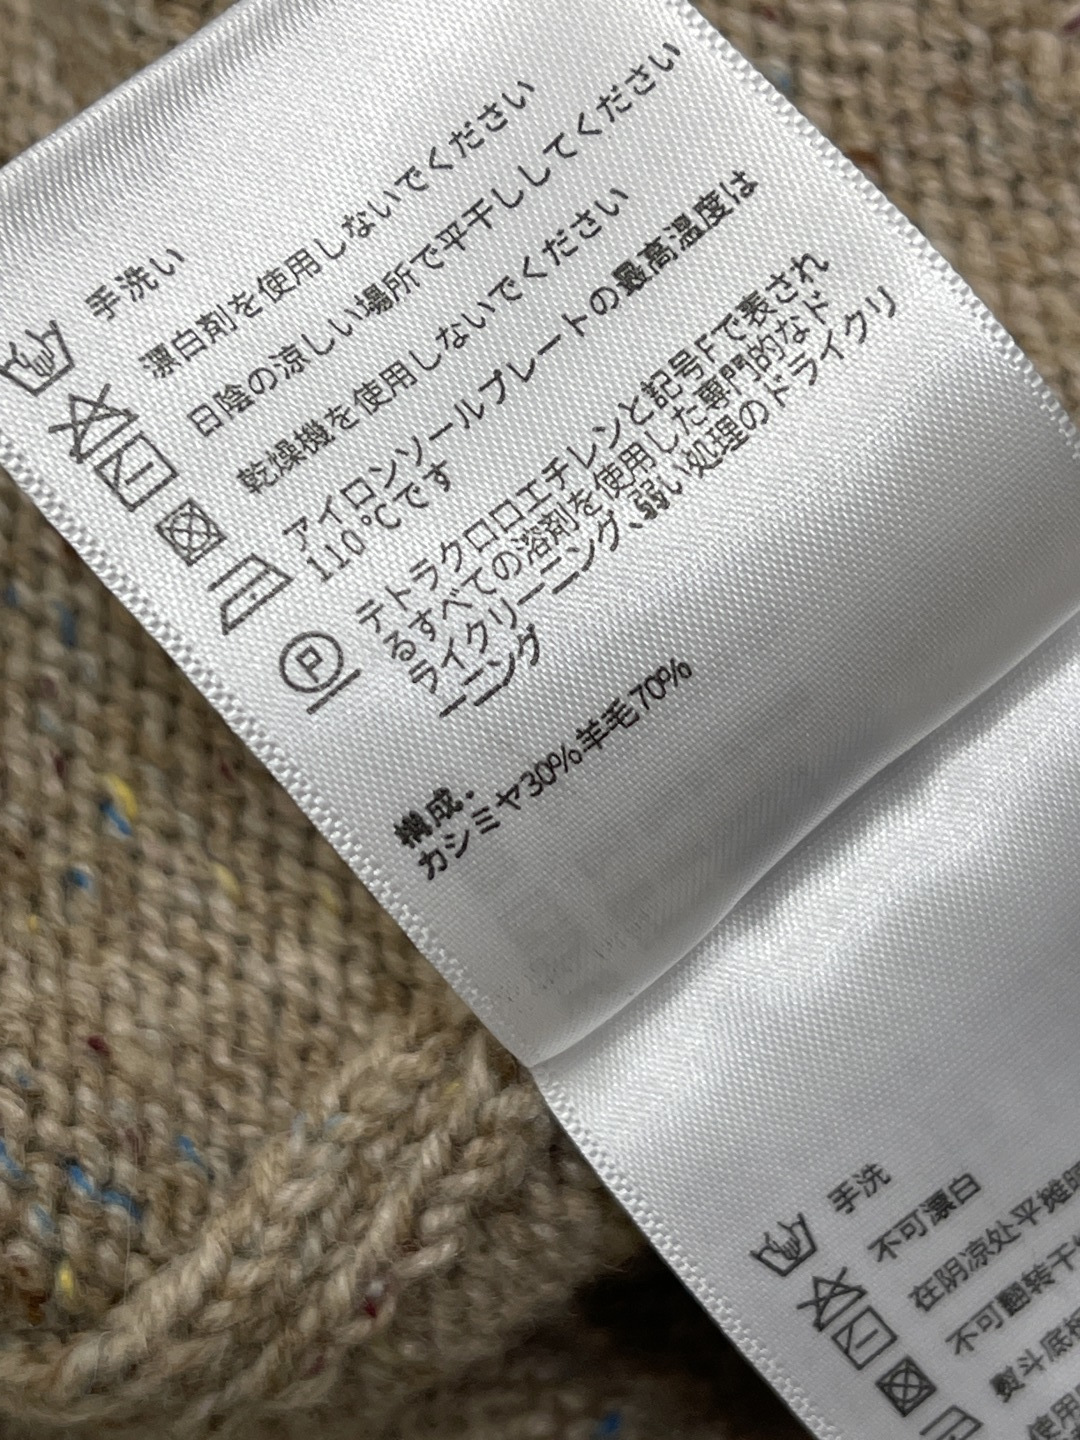 手洗い
漂白剤を使用しないでください
日陰の涼しい場所で平干ししてください
乾燥機を使用しないでください
アイロンソールプレートの最高温度は
110℃です
P
テトラクロロエチレンと記号Fで表され
るすべての溶剤を使用した専門的なド
ライクリーニング、弱い処理のドライクリ
ーニング
構成.
カシミヤ30%羊毛70%
手洗
不可漂白
在阴凉处平摊
不可翻转干
熨斗底板
使用